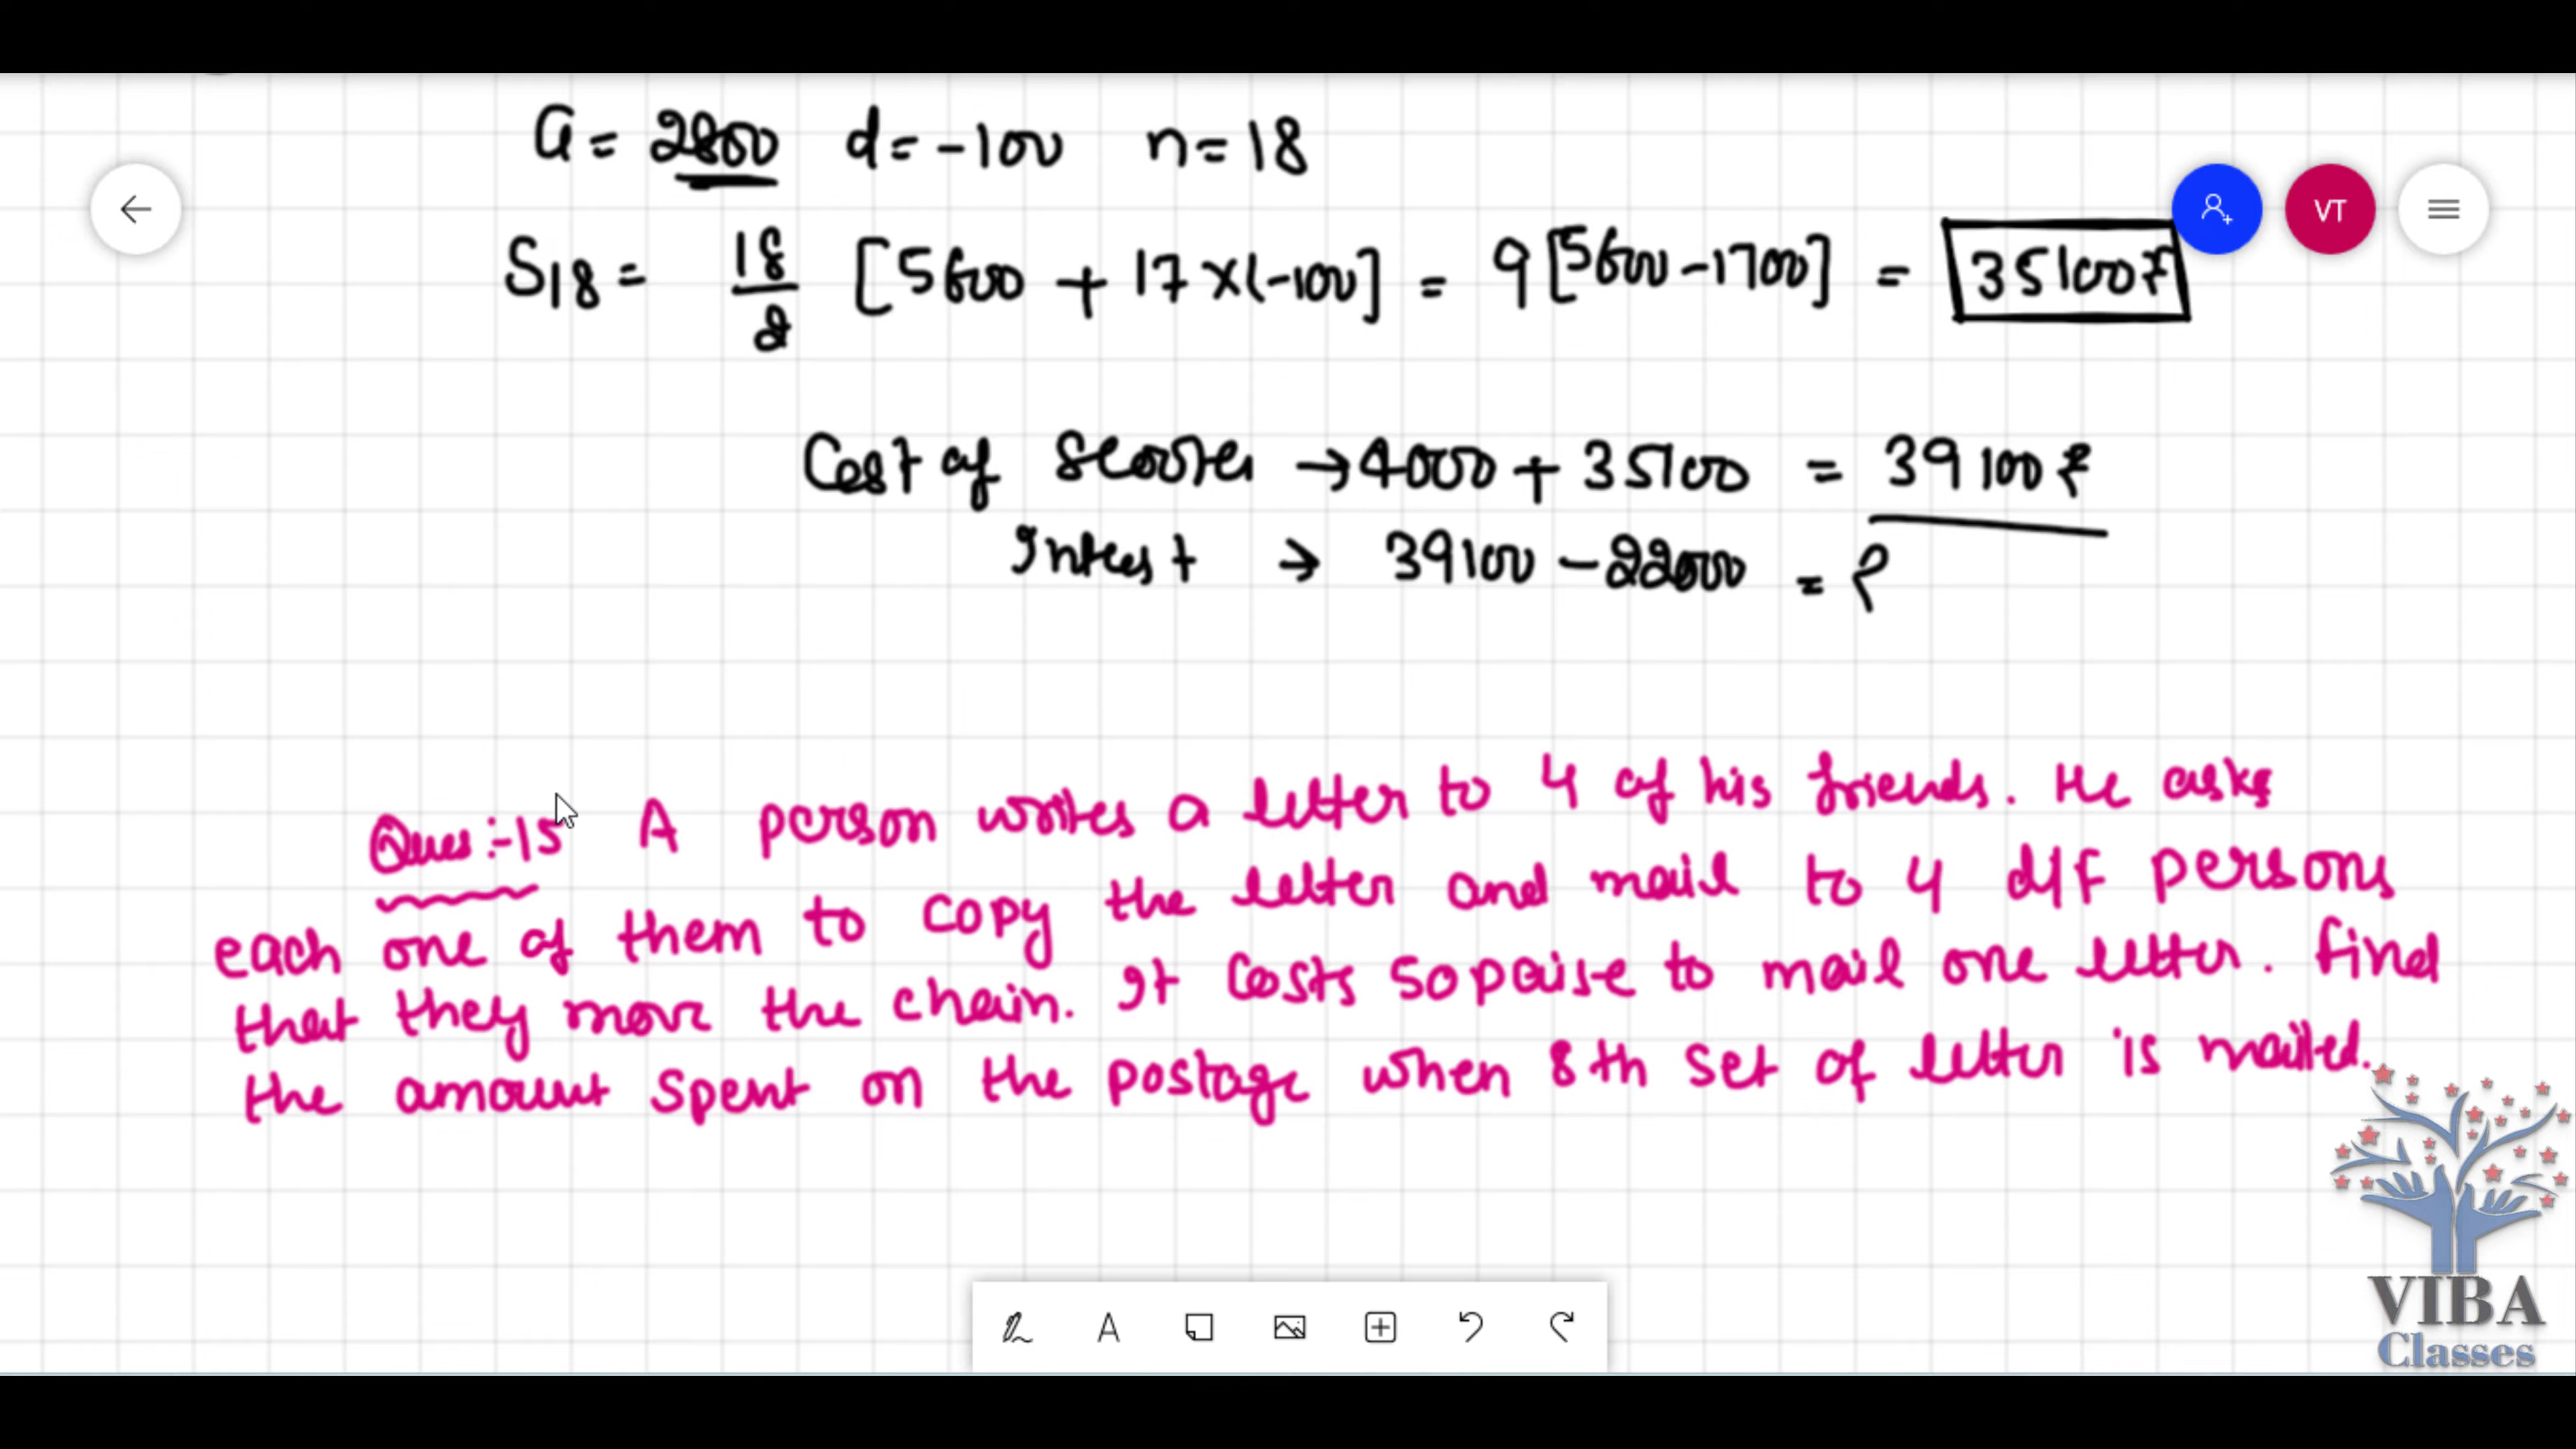 a = 2800 d = -100 n = 18
VT
S18 = 18/2 [5600 + 17 x (-100] = 9 [5600 - 1700] = 35100₹
Cost of Scooter → 4000 + 35100 = 39100 ₹
Interest → 39100 - 22000 = ?
Ques:-15 A person writes a letter to 4 of his friends. He asks
each one of them to copy the letter and mail to 4 d/f persons
that they move the chain. It costs 50 paise to mail one letter. Find
the amount spent on the postage when 8th set of letter is mailed.
VIBA
Classes